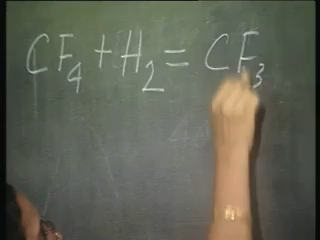 CF₄ + H₂ = CF₃